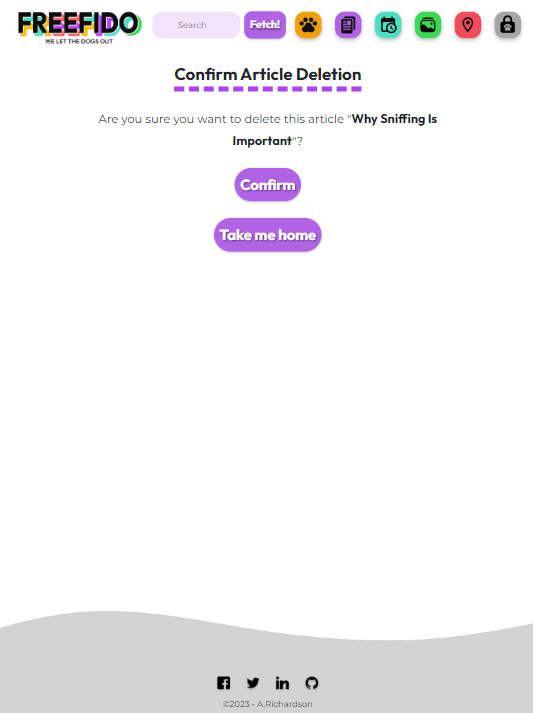 FREEFIDO
WE LET THE DOGS OUT
Search
Fetch!
Confirm Article Deletion
Are you sure you want to delete this article "Why Sniffing Is
Important"?
Confirm
Take me home
©2023 - A.Richardson